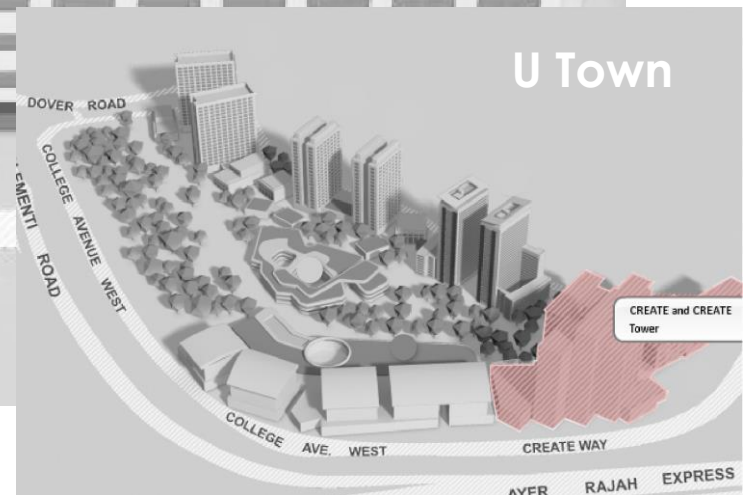 U Town
DOVER ROAD
COLLEGE AVENUE WEST
EMENTI ROAD
CREATE and CREATE
Tower
COLLEGE AVE. WEST
CREATE WAY
AYER RAJAH EXPRESS